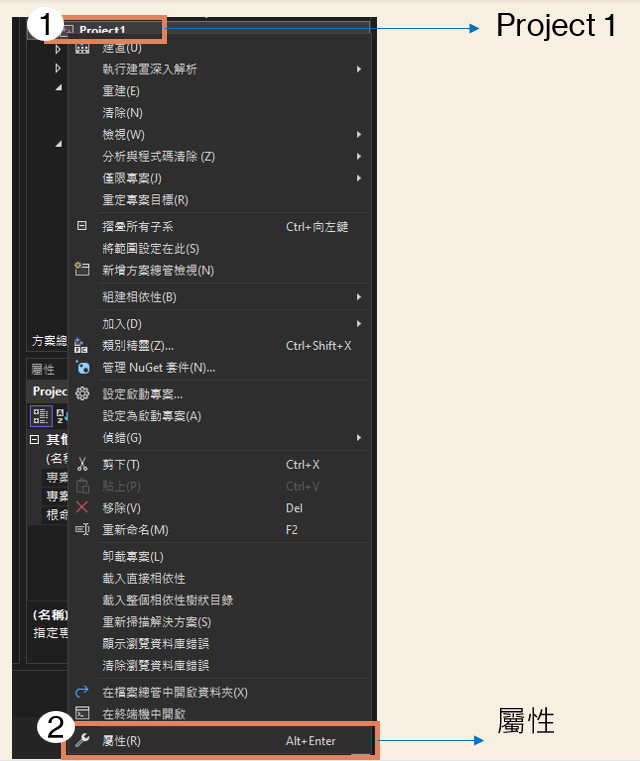 1 Project1
Project 1
建置(U)
執行建置深入解析
重建(E)
清除(N)
檢視(W)
分析與程式碼清除 (Z)
僅限專案(J)
重定專案目標(R)
摺疊所有子系 Ctrl+向左鍵
將範圍設定在此(S)
新增方案總管檢視(N)
組建相依性(B)
加入(D)
方案總
類別精靈(Z)... Ctrl+Shift+X
屬性
管理 NuGet 套件(N)...
Projec
設定啟動專案...
設定為啟動專案(A)
其他
偵錯(G)
(名稱
剪下(T) Ctrl+X
專案
貼上(P) Ctrl+V
專案
移除(V) Del
根命
重新命名(M) F2
卸載專案(L)
載入直接相依性
載入整個相依性樹狀目錄
(名稱)
重新掃描解決方案(S)
指定專
顯示瀏覽資料庫錯誤
清除瀏覽資料庫錯誤
在檔案總管中開啟資料夾(X)
在終端機中開啟
2 屬性(R) Alt+Enter
屬性